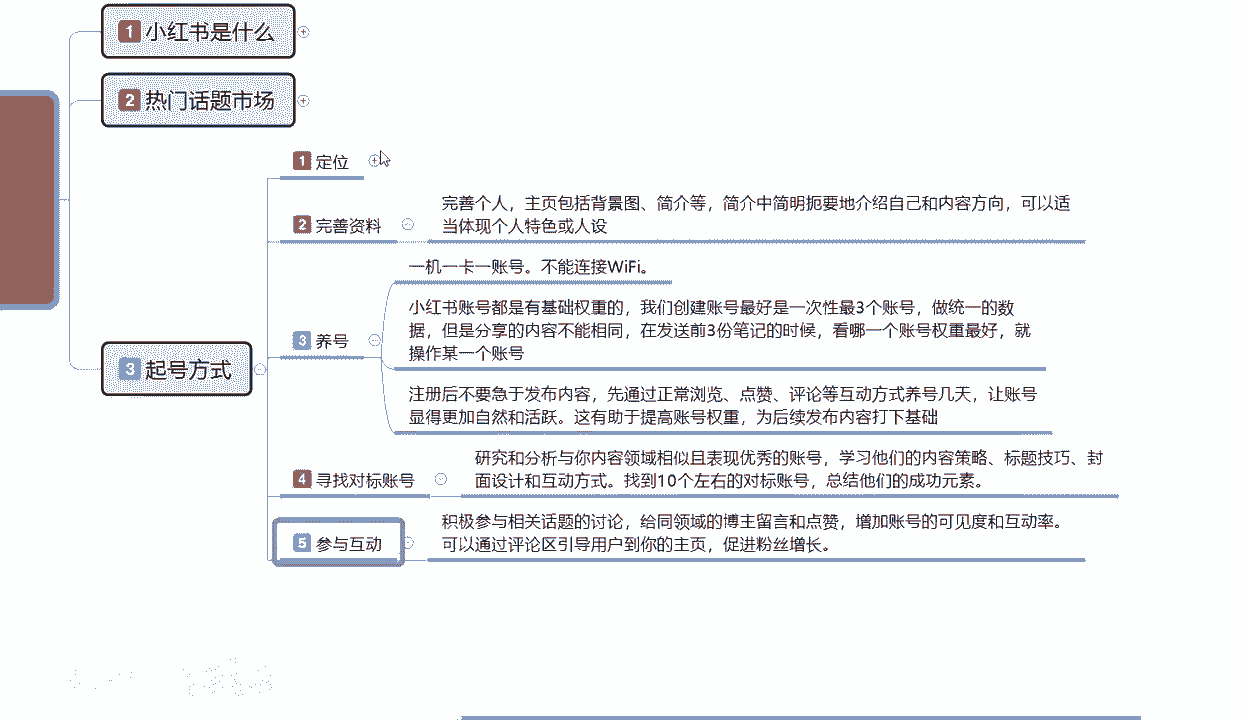 1 小红书是什么
2 热门话题市场
1 定位
2 完善资料
完善个人，主页包括背景图、简介等，简介中简明扼要地介绍自己和内容方向，可以适
当体现个人特色或人设
一机一卡一账号。不能连接WiFi。
3 养号
小红书账号都是有基础权重的，我们创建账号最好是一次性最3个账号，做统一的数
据，但是分享的内容不能相同，在发送前3份笔记的时候，看哪一个账号权重最好，就
操作某一个账号
注册后不要急于发布内容，先通过正常浏览、点赞、评论等互动方式养号几天，让账号
显得更加自然和活跃。这有助于提高账号权重，为后续发布内容打下基础
3 起号方式
4 寻找对标账号
研究和分析与你内容领域相似且表现优秀的账号，学习他们的内容策略、标题技巧、封
面设计和互动方式。找到10个左右的对标账号，总结他们的成功元素。
5 参与互动
积极参与相关话题的讨论，给同领域的博主留言和点赞，增加账号的可见度和互动率。
可以通过评论区引导用户到你的主页，促进粉丝增长。